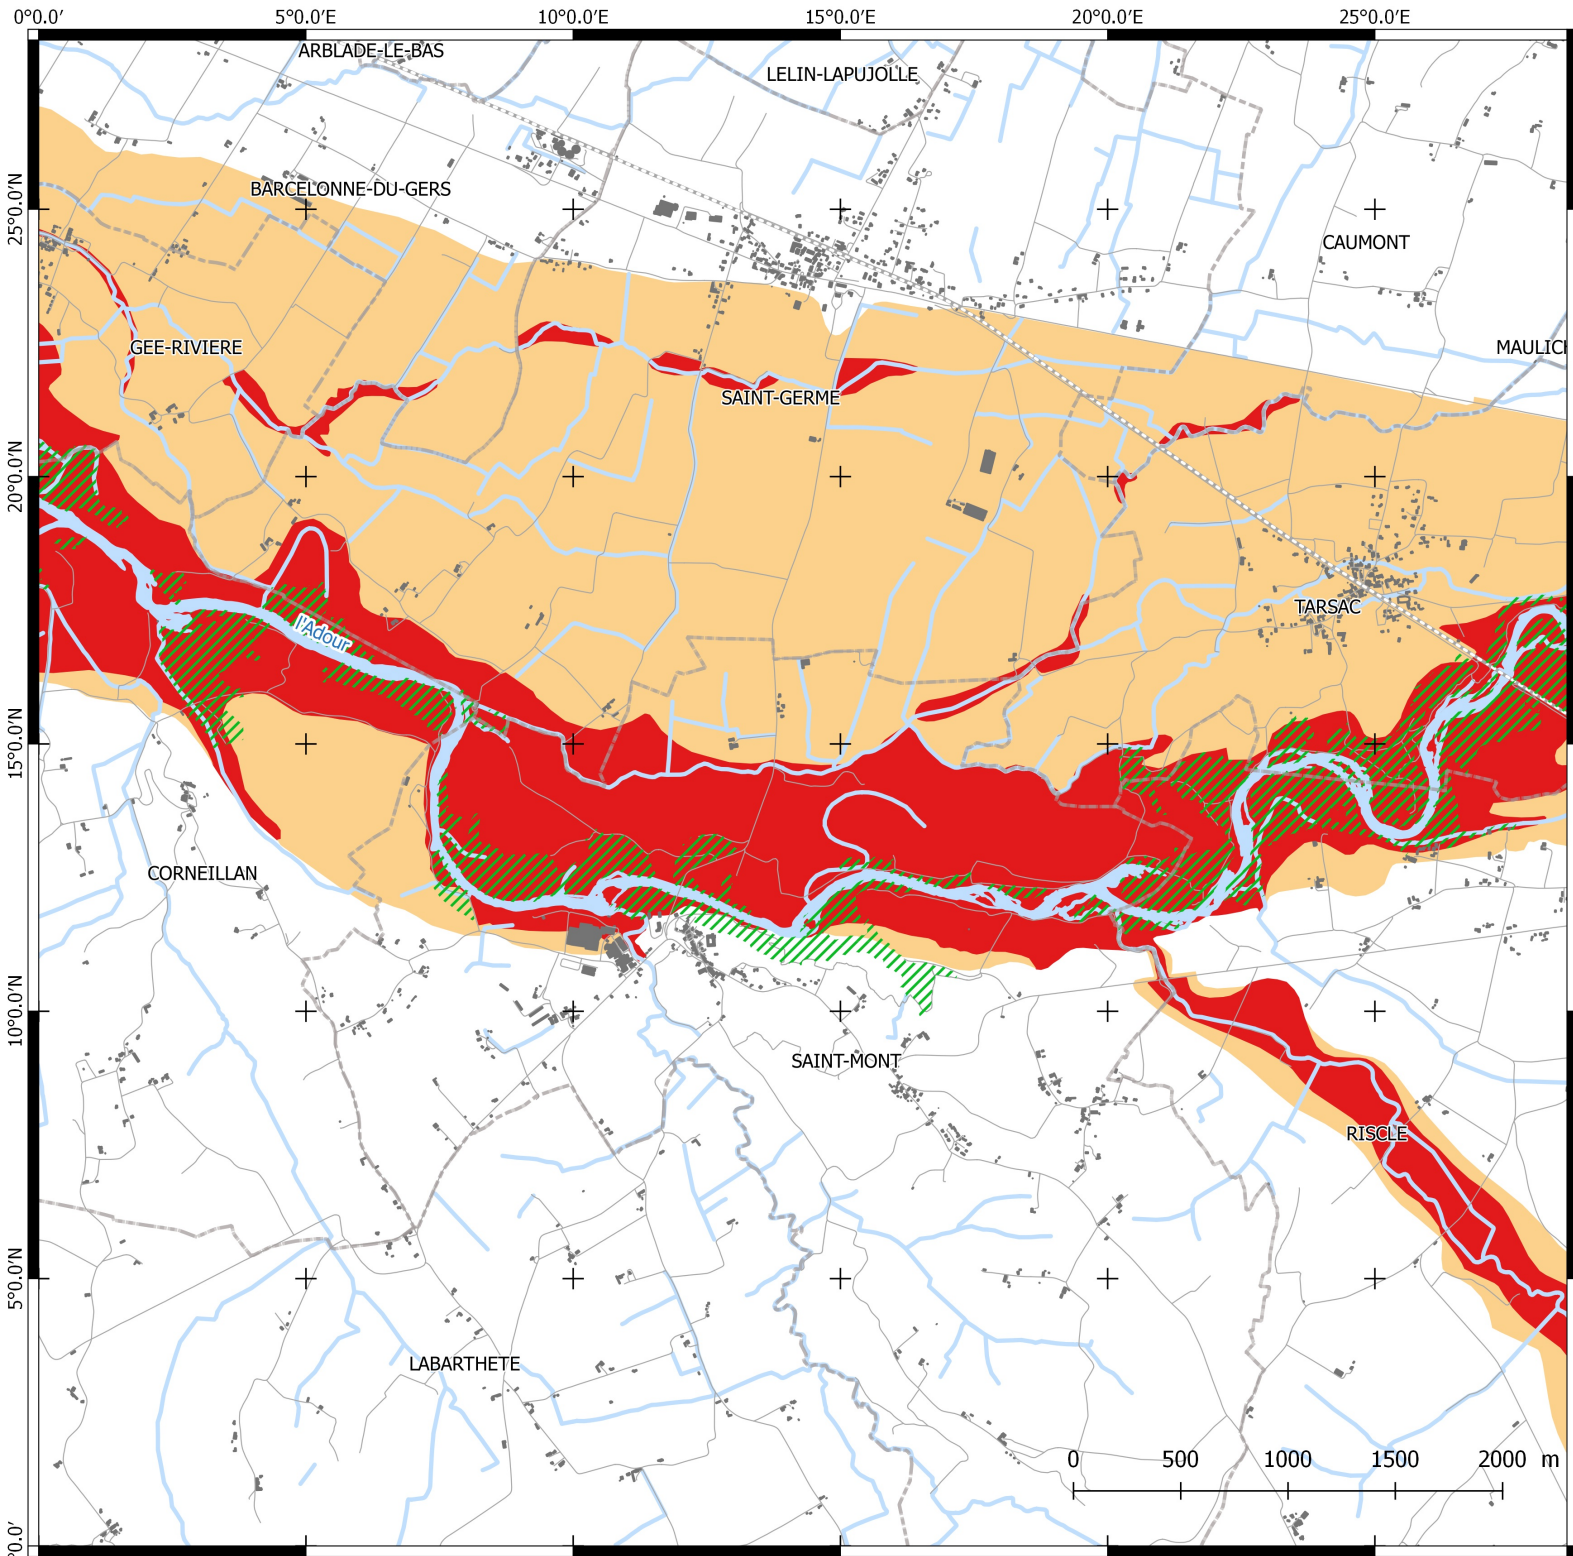 0°0.0′ 5°0.0′E 10°0.0′E 15°0.0′E 20°0.0′E 25°0.0′E
ARBLADE-LE-BAS
LELIN-LAPUJOLLE
25°0.0′N
BARCELONNE-DU-GERS
CAUMONT
GEE-RIVIERE
MAULICH
SAINT-GERME
20°0.0′N
TARSAC
l'Adour
15°0.0′N
CORNEILLAN
10°0.0′N
SAINT-MONT
RISCLE
5°0.0′N
LABARTHETE
0 500 1000 1500 2000 m
°0.0′